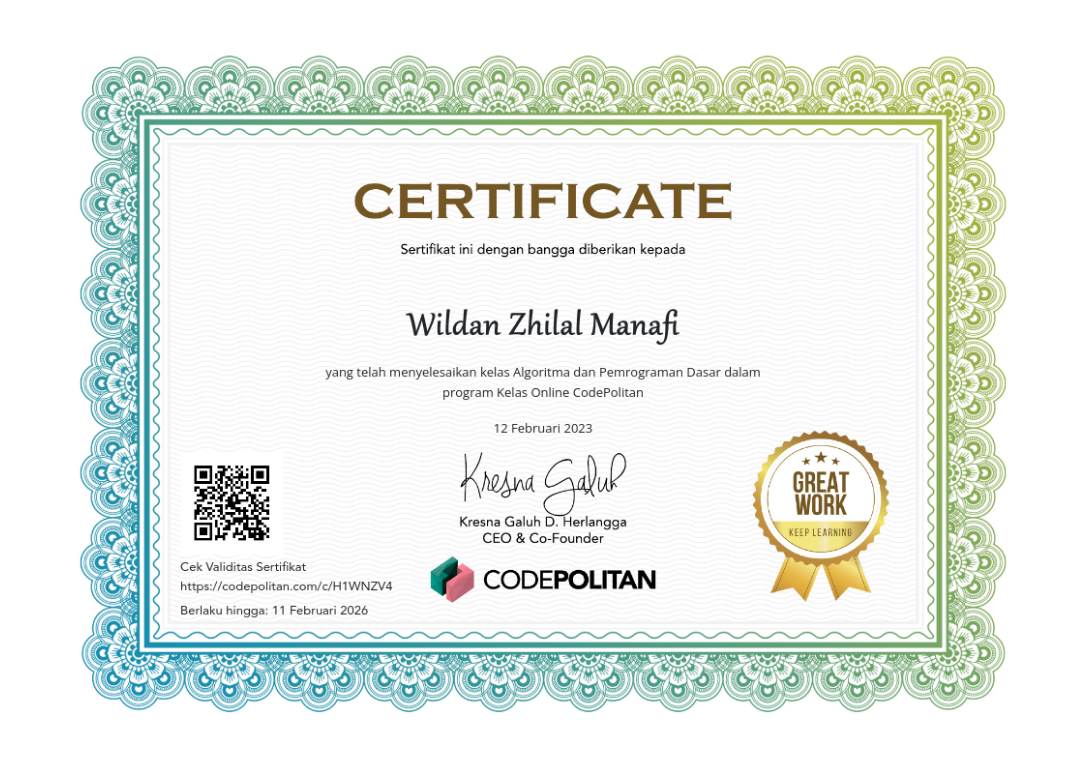 CERTIFICATE
Sertifikat ini dengan bangga diberikan kepada
Wildan Zhilal Manafi
yang telah menyelesaikan kelas Algoritma dan Pemrograman Dasar dalam
program Kelas Online CodePolitan
12 Februari 2023
Kresna Galuh
Kresna Galuh D. Herlangga
CEO & Co-Founder
CODEPOLITAN
Cek Validitas Sertifikat
https://codepolitan.com/c/H1WNZV4
Berlaku hingga: 11 Februari 2026
GREAT
WORK
KEEP LEARNING